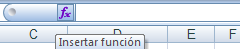 fx
C D E F
Insertar función